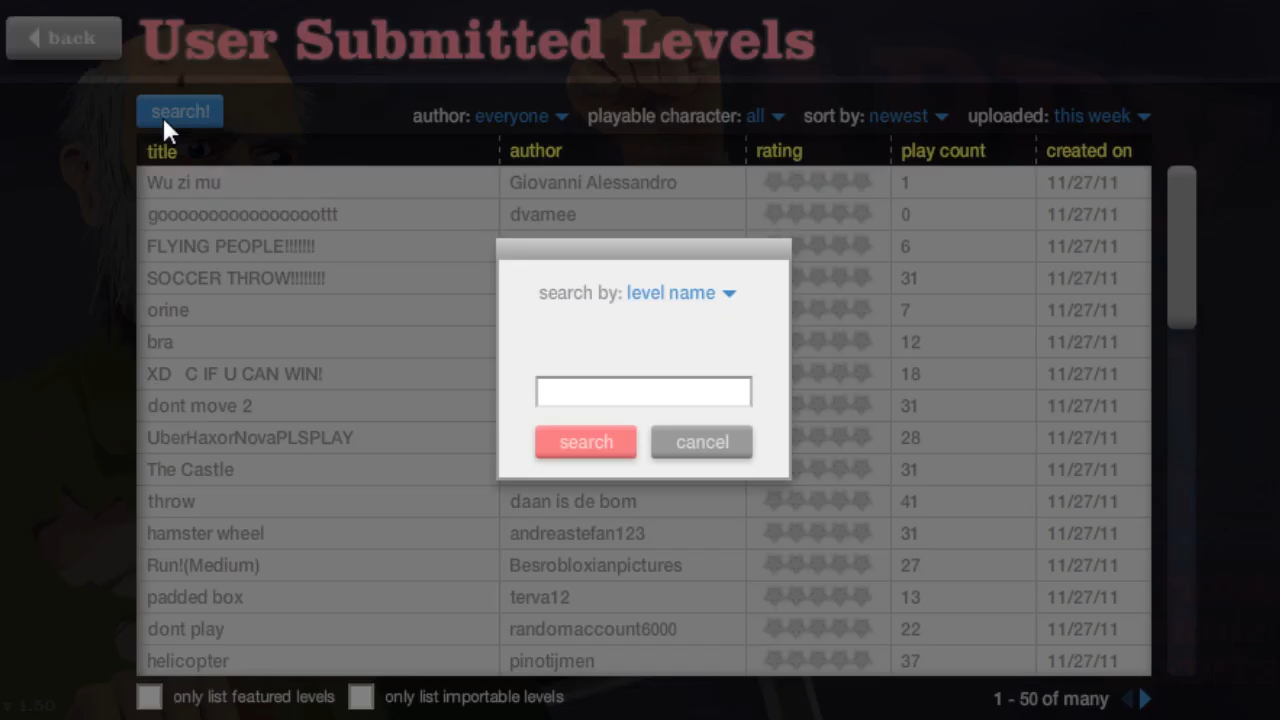 back
User Submitted Levels
search!
author: everyone playable character: all sort by: newest uploaded: this week
title author rating play count created on
Wu zi mu Giovanni Alessandro 1 11/27/11
goooooooooooooooottt dvamee 0 11/27/11
FLYING PEOPLE!!!!!!! 6 11/27/11
SOCCER THROW!!!!!!!! 31 11/27/11
search by: level name
orine 7 11/27/11
bra 12 11/27/11
XD C IF U CAN WIN! 18 11/27/11
dont move 2 31 11/27/11
UberHaxorNovaPLSPLAY 28 11/27/11
search cancel
The Castle 31 11/27/11
throw daan is de bom 41 11/27/11
hamster wheel andreastefan123 31 11/27/11
Run!(Medium) Besrobloxianpictures 27 11/27/11
padded box terva12 13 11/27/11
dont play randomaccount6000 22 11/27/11
helicopter pinotijmen 37 11/27/11
only list featured levels only list importable levels 1 - 50 of many
v 1.50